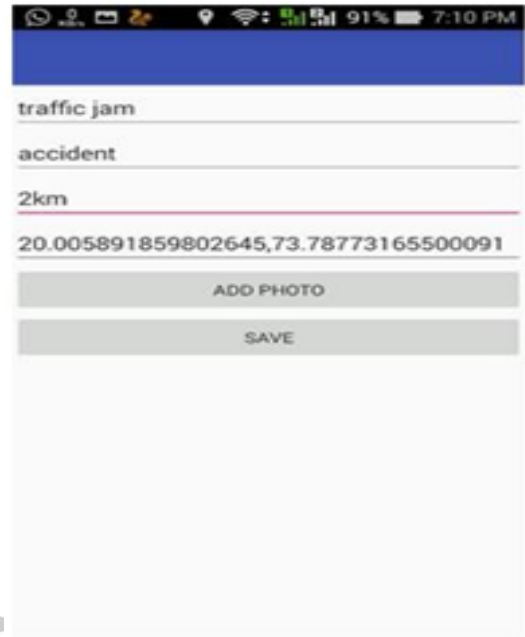 91% 7:10 PM
traffic jam
accident
2km
20.005891859802645,73.78773165500091
ADD PHOTO
SAVE